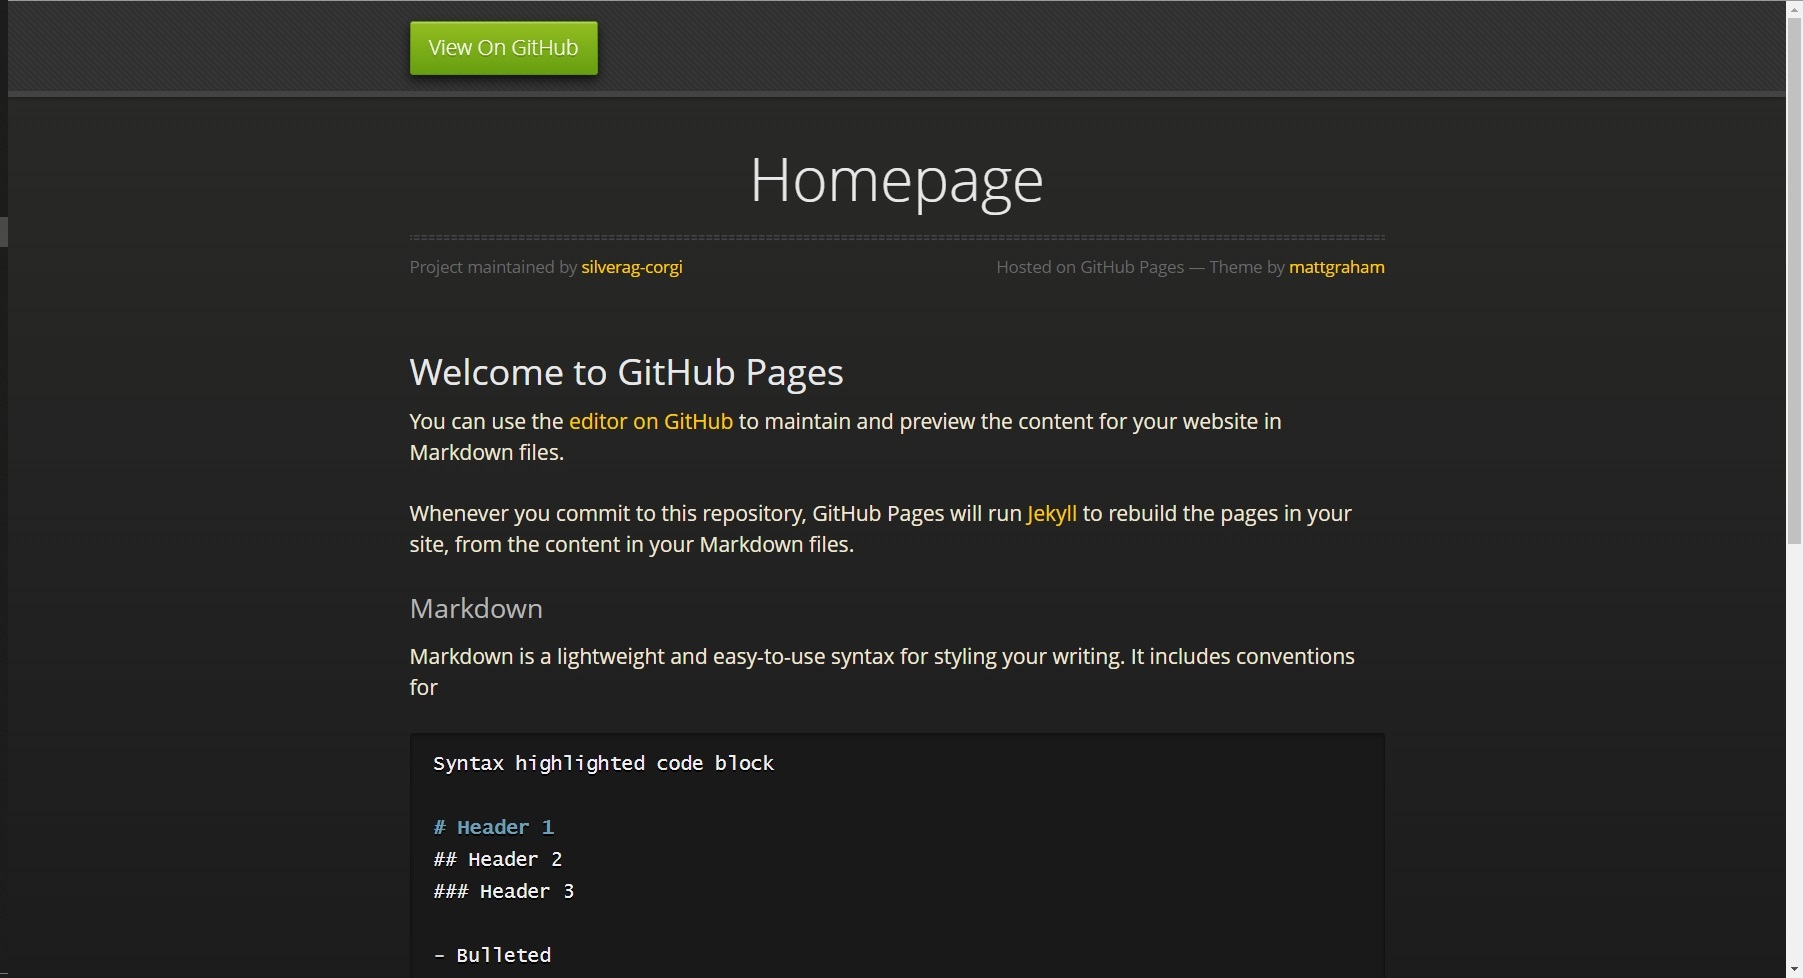 View On GitHub
Homepage
Project maintained by silverag-corgi
Hosted on GitHub Pages — Theme by mattgraham
Welcome to GitHub Pages
You can use the editor on GitHub to maintain and preview the content for your website in
Markdown files.
Whenever you commit to this repository, GitHub Pages will run Jekyll to rebuild the pages in your
site, from the content in your Markdown files.
Markdown
Markdown is a lightweight and easy-to-use syntax for styling your writing. It includes conventions
for
Syntax highlighted code block
# Header 1
## Header 2
### Header 3
- Bulleted